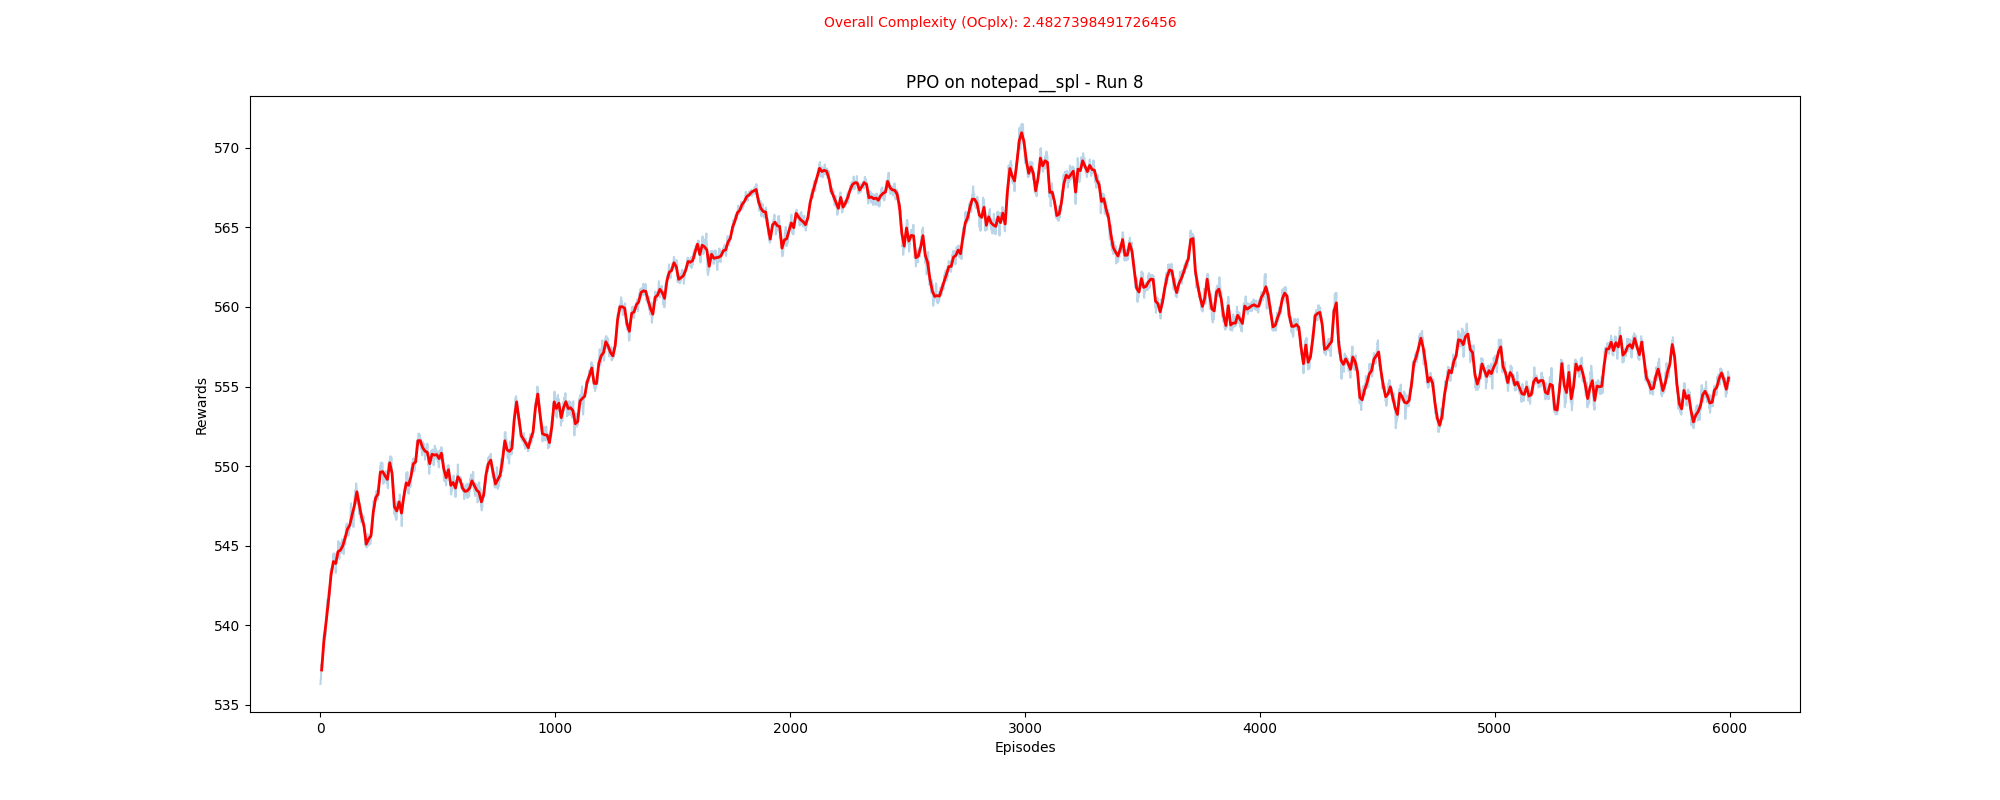 Overall Complexity (OCplx): 2.4827398491726456
PPO on notepad__spl - Run 8
570
565
560
555
550
545
540
535
Rewards
0 1000 2000 3000 4000 5000 6000
Episodes